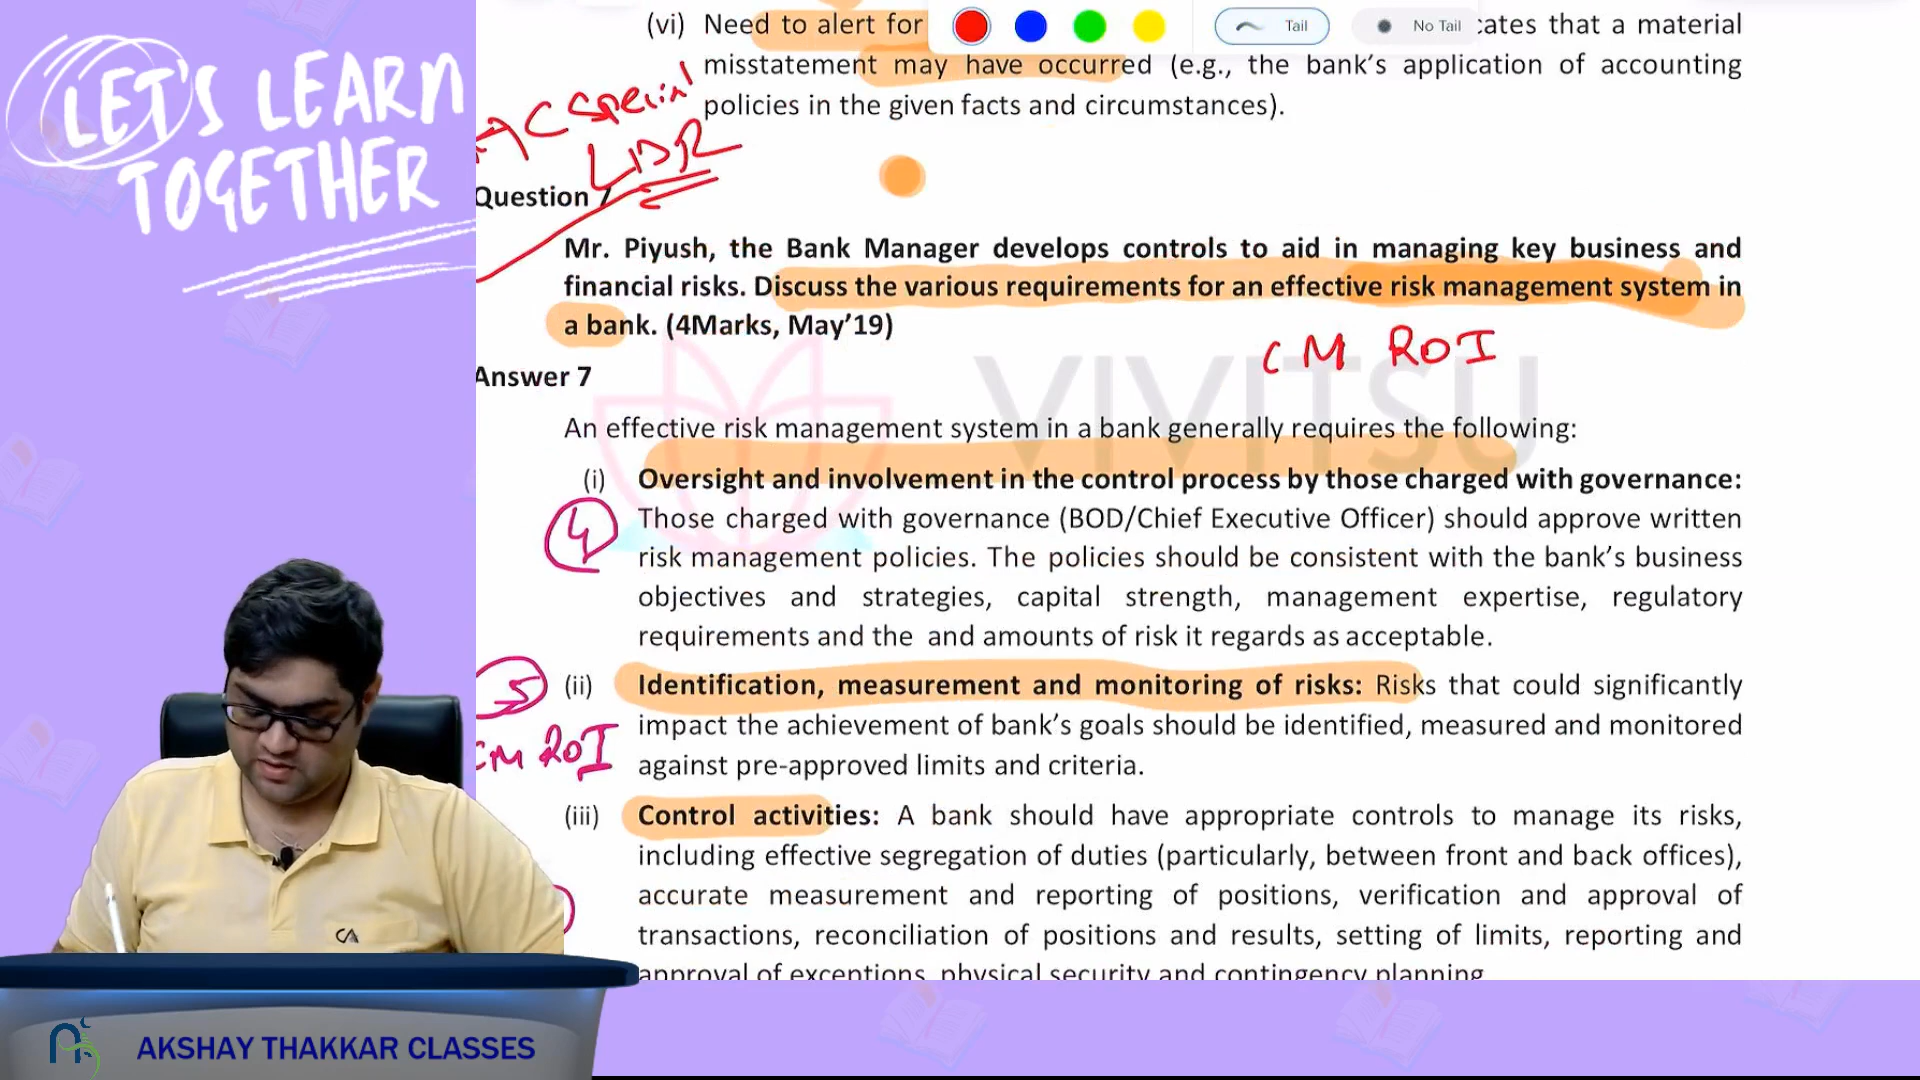 LET'S LEARN
TOGETHER
(vi) Need to alert for
Tail
No Tail
cates that a material
misstatement may have occurred (e.g., the bank's application of accounting
policies in the given facts and circumstances).
C Special
LDR
Question 7
Mr. Piyush, the Bank Manager develops controls to aid in managing key business and
financial risks. Discuss the various requirements for an effective risk management system in
a bank. (4Marks, May'19)
CM ROI
VIVITSU
Answer 7
An effective risk management system in a bank generally requires the following:
(i) Oversight and involvement in the control process by those charged with governance:
4
Those charged with governance (BOD/Chief Executive Officer) should approve written
risk management policies. The policies should be consistent with the bank's business
objectives and strategies, capital strength, management expertise, regulatory
requirements and the and amounts of risk it regards as acceptable.
5
(ii) Identification, measurement and monitoring of risks: Risks that could significantly
CM ROI
impact the achievement of bank's goals should be identified, measured and monitored
against pre-approved limits and criteria.
(iii) Control activities: A bank should have appropriate controls to manage its risks,
including effective segregation of duties (particularly, between front and back offices),
accurate measurement and reporting of positions, verification and approval of
transactions, reconciliation of positions and results, setting of limits, reporting and
approval of exceptions, physical security and contingency planning
CA
AKSHAY THAKKAR CLASSES